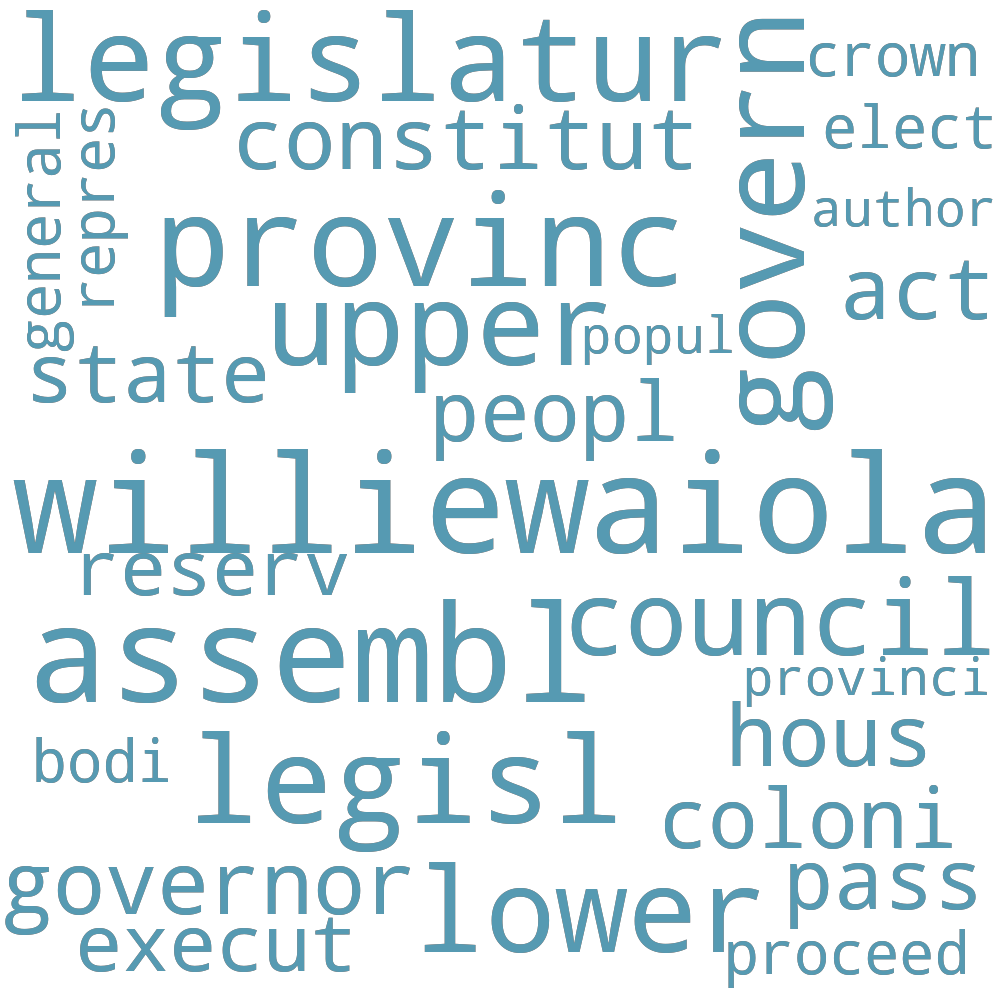 legislatur
crown
govern
constitut
elect
general
repres
author
provinc
act
upper
popul
state
peopl
williewaiola
reserv
council
assembl
provinci
hous
bodi
legisl
coloni
governor
lower
pass
execut
proceed